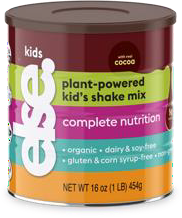 with real
cocoa
kids
else.
plant-powered
kid's shake mix
complete nutrition
• organic • dairy & soy-free
• gluten & corn syrup-free
NET WT 16 oz (1 LB) 454g